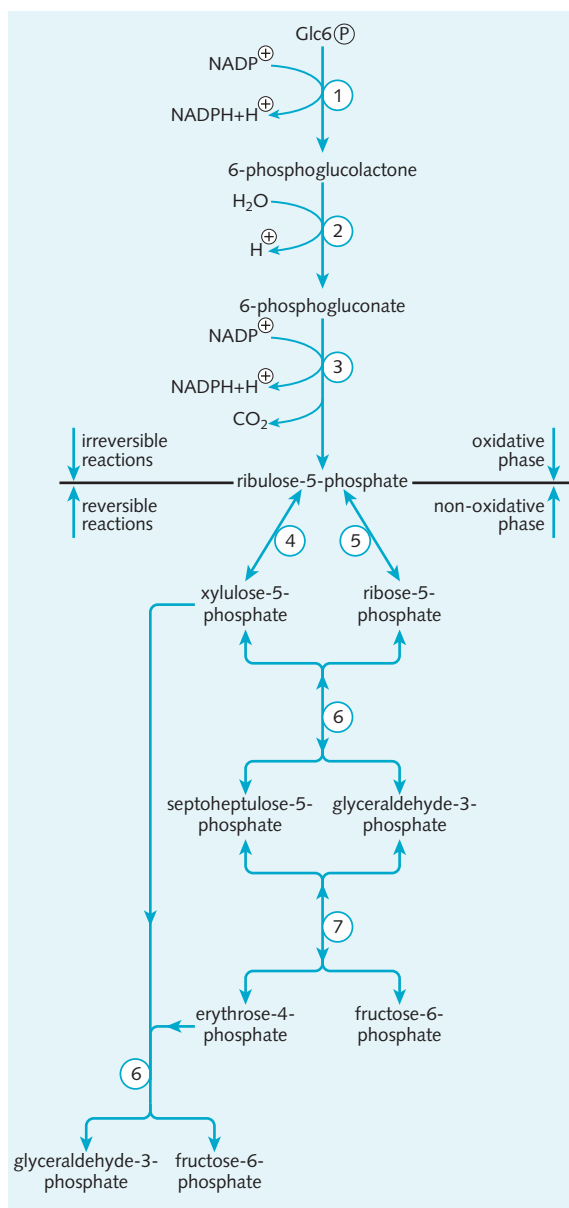 Glc6Ⓟ
NADP⊕
1
NADPH+H⊕
6-phosphoglucolactone
H₂O
2
H⊕
6-phosphogluconate
NADP⊕
3
NADPH+H⊕
CO₂
irreversible
reactions
oxidative
phase
ribulose-5-phosphate
reversible
reactions
non-oxidative
phase
4
5
xylulose-5-
phosphate
ribose-5-
phosphate
6
septoheptulose-5-
phosphate
glyceraldehyde-3-
phosphate
7
erythrose-4-
phosphate
fructose-6-
phosphate
6
glyceraldehyde-3-
phosphate
fructose-6-
phosphate